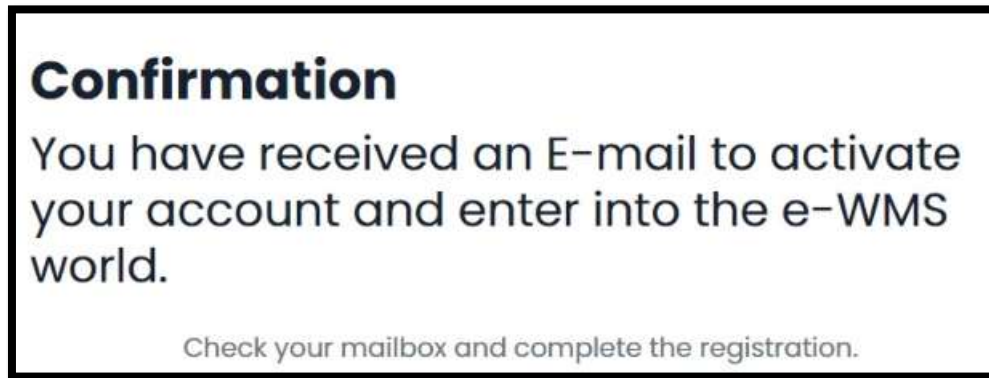 Confirmation
You have received an E-mail to activate
your account and enter into the e-WMS
world.
Check your mailbox and complete the registration.